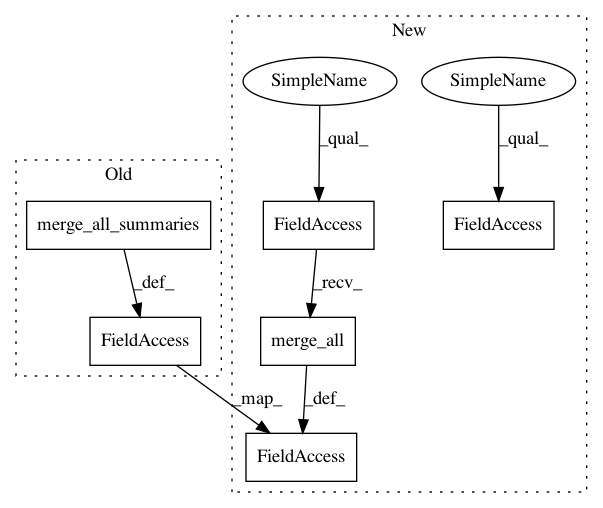 New
SimpleName
SimpleName
_qual_
_qual_
Old
merge_all_summaries
FieldAccess
FieldAccess
_def_
_recv_
FieldAccess
merge_all
_map_
_def_
FieldAccess